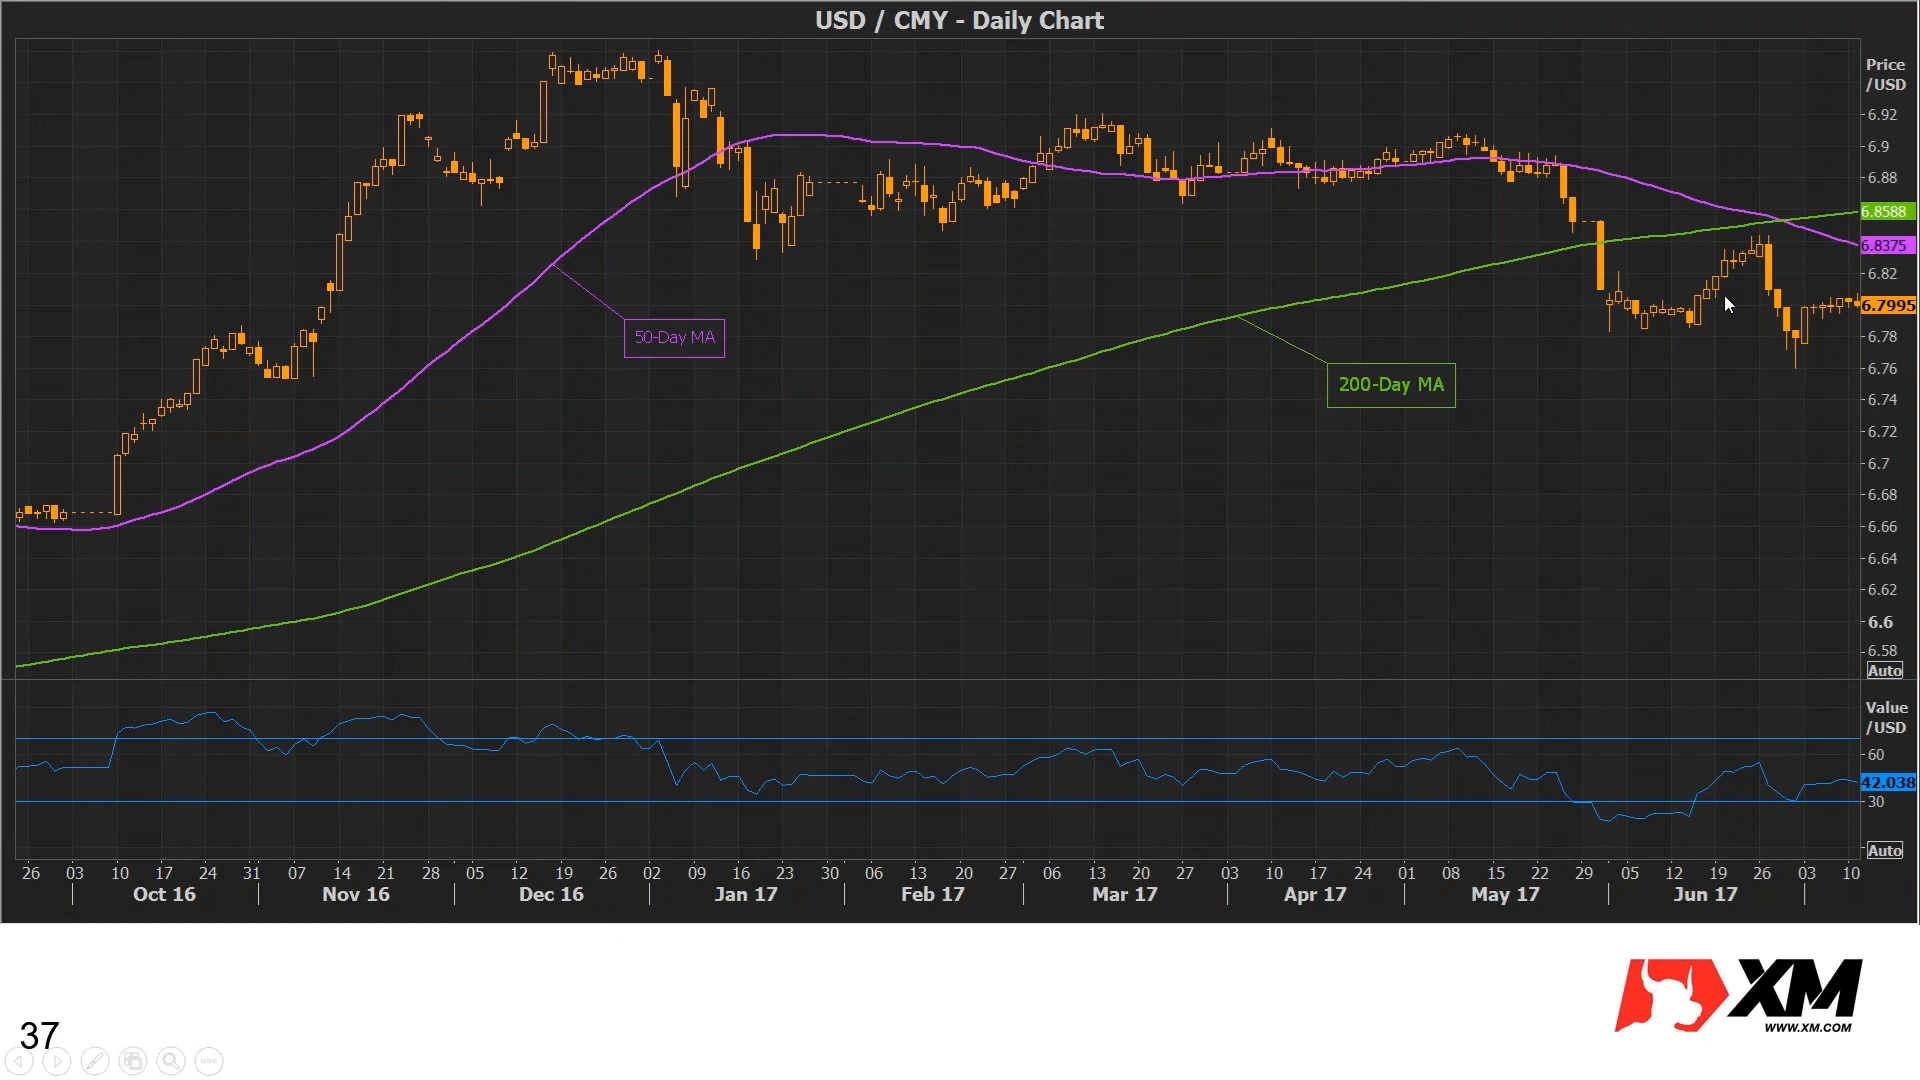 USD / CMY - Daily Chart
Price
/USD
6.92
6.9
6.88
6.8588
6.8375
6.82
6.7995
6.78
6.76
6.74
6.72
6.7
6.68
6.66
6.64
6.62
6.6
6.58
Auto
50-Day MA
200-Day MA
Value
/USD
60
42.038
30
Auto
26 03 10 17 24 31 07 14 21 28 05 12 19 26 02 09 16 23 30 06 13 20 27 06 13 20 27 03 10 17 24 01 08 15 22 29 05 12 19 26 03 10
Oct 16 Nov 16 Dec 16 Jan 17 Feb 17 Mar 17 Apr 17 May 17 Jun 17
XM
WWW.XM.COM
37